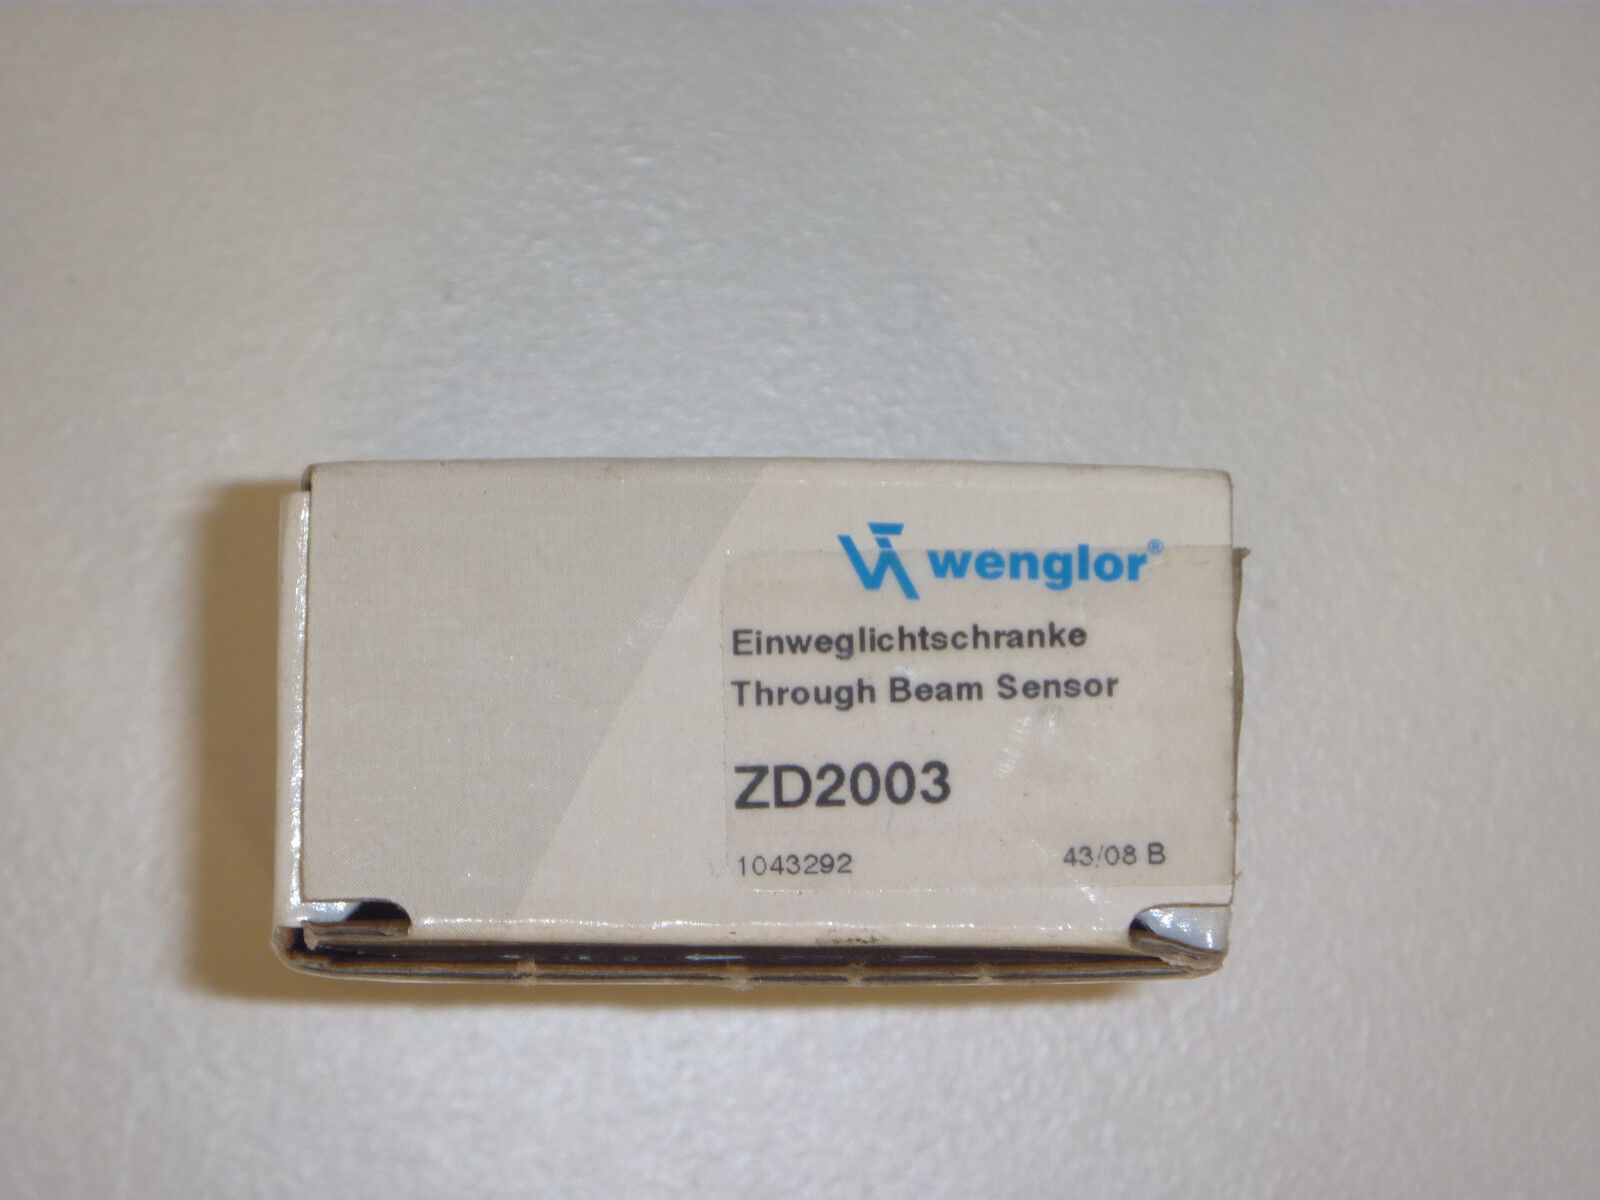 wenglor®
Einweglichtschranke
Through Beam Sensor
ZD2003
1043292 43/08 B